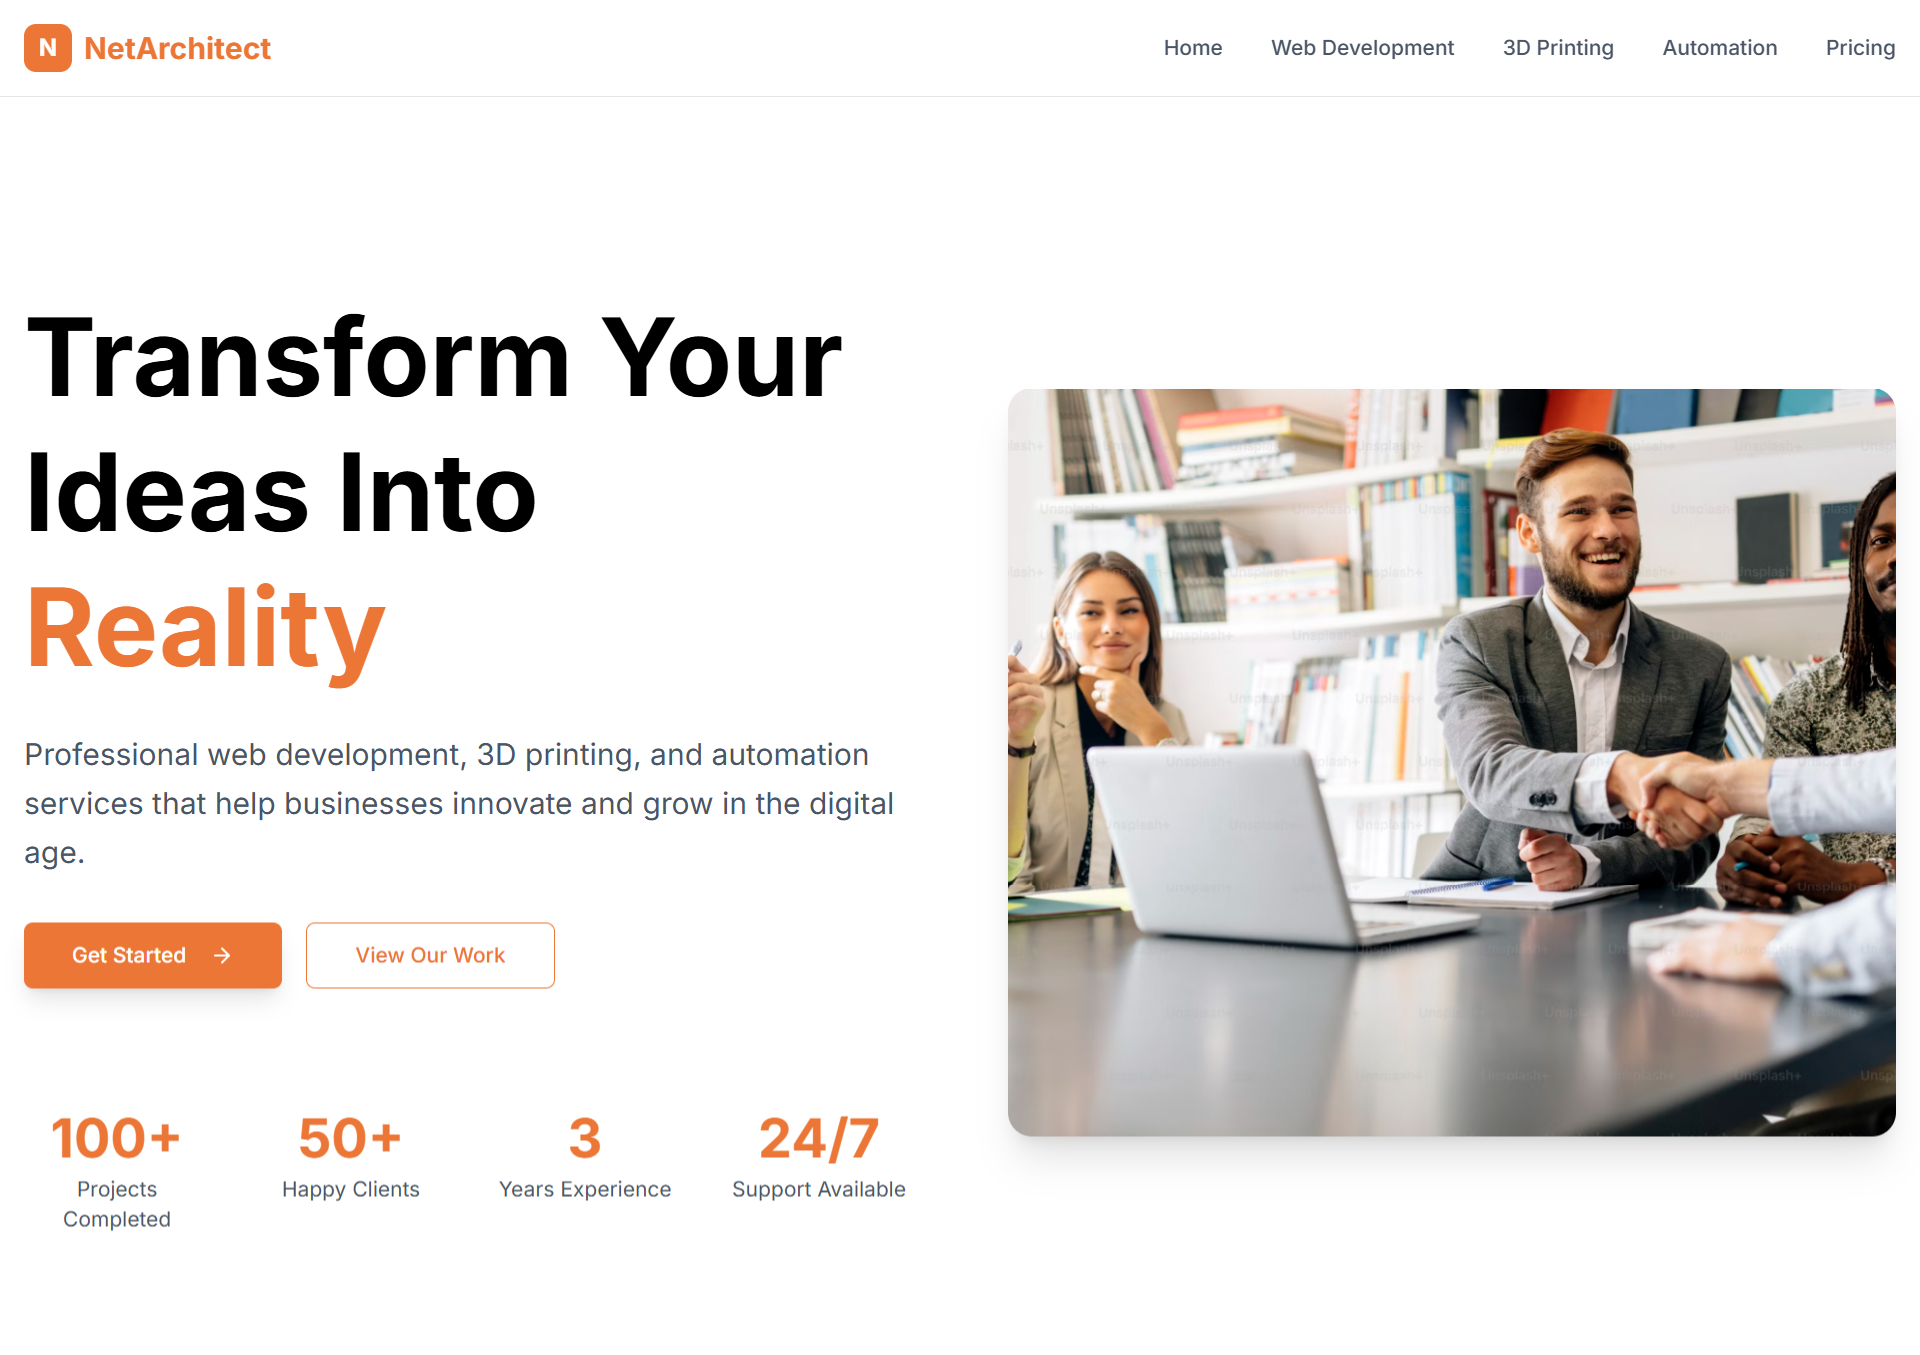 N NetArchitect
Home Web Development 3D Printing Automation Pricing
Transform Your
Ideas Into
Reality
Professional web development, 3D printing, and automation
services that help businesses innovate and grow in the digital
age.
Get Started → View Our Work
100+ 50+ 3 24/7
Projects Happy Clients Years Experience Support Available
Completed
Unsplash+